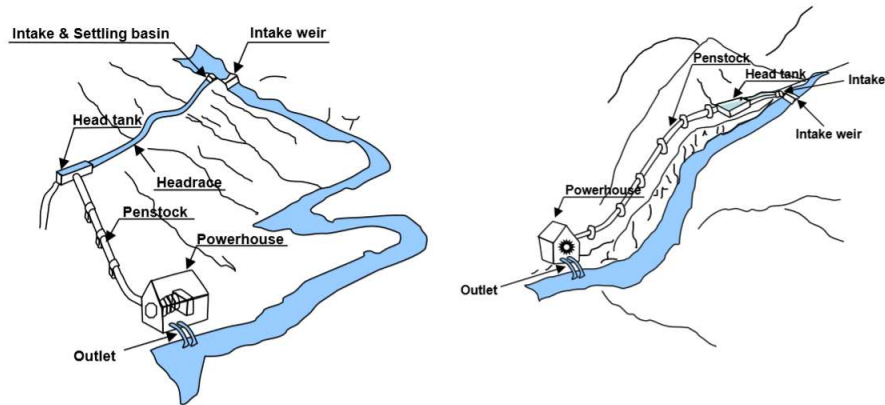 Intake & Settling basin
Intake weir
Head tank
Headrace
Penstock
Powerhouse
Outlet
Penstock
Head tank
Intake
Intake weir
Powerhouse
Outlet